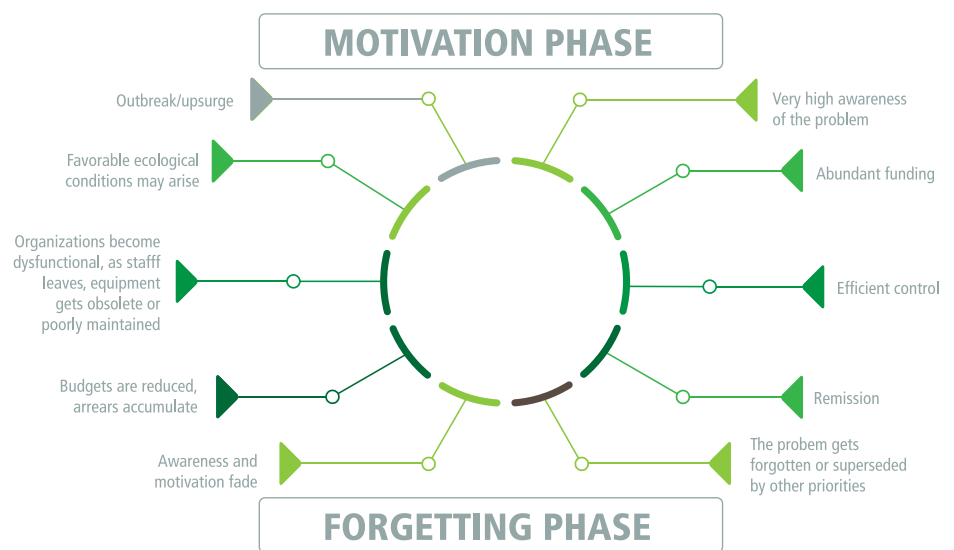 MOTIVATION PHASE
Outbreak/upsurge
Very high awareness
of the problem
Favorable ecological
conditions may arise
Abundant funding
Organizations become
dysfunctional, as stafff
leaves, equipment
gets obsolete or
poorly maintained
Efficient control
Budgets are reduced,
arrears accumulate
Remission
Awareness and
motivation fade
The probem gets
forgotten or superseded
by other priorities
FORGETTING PHASE